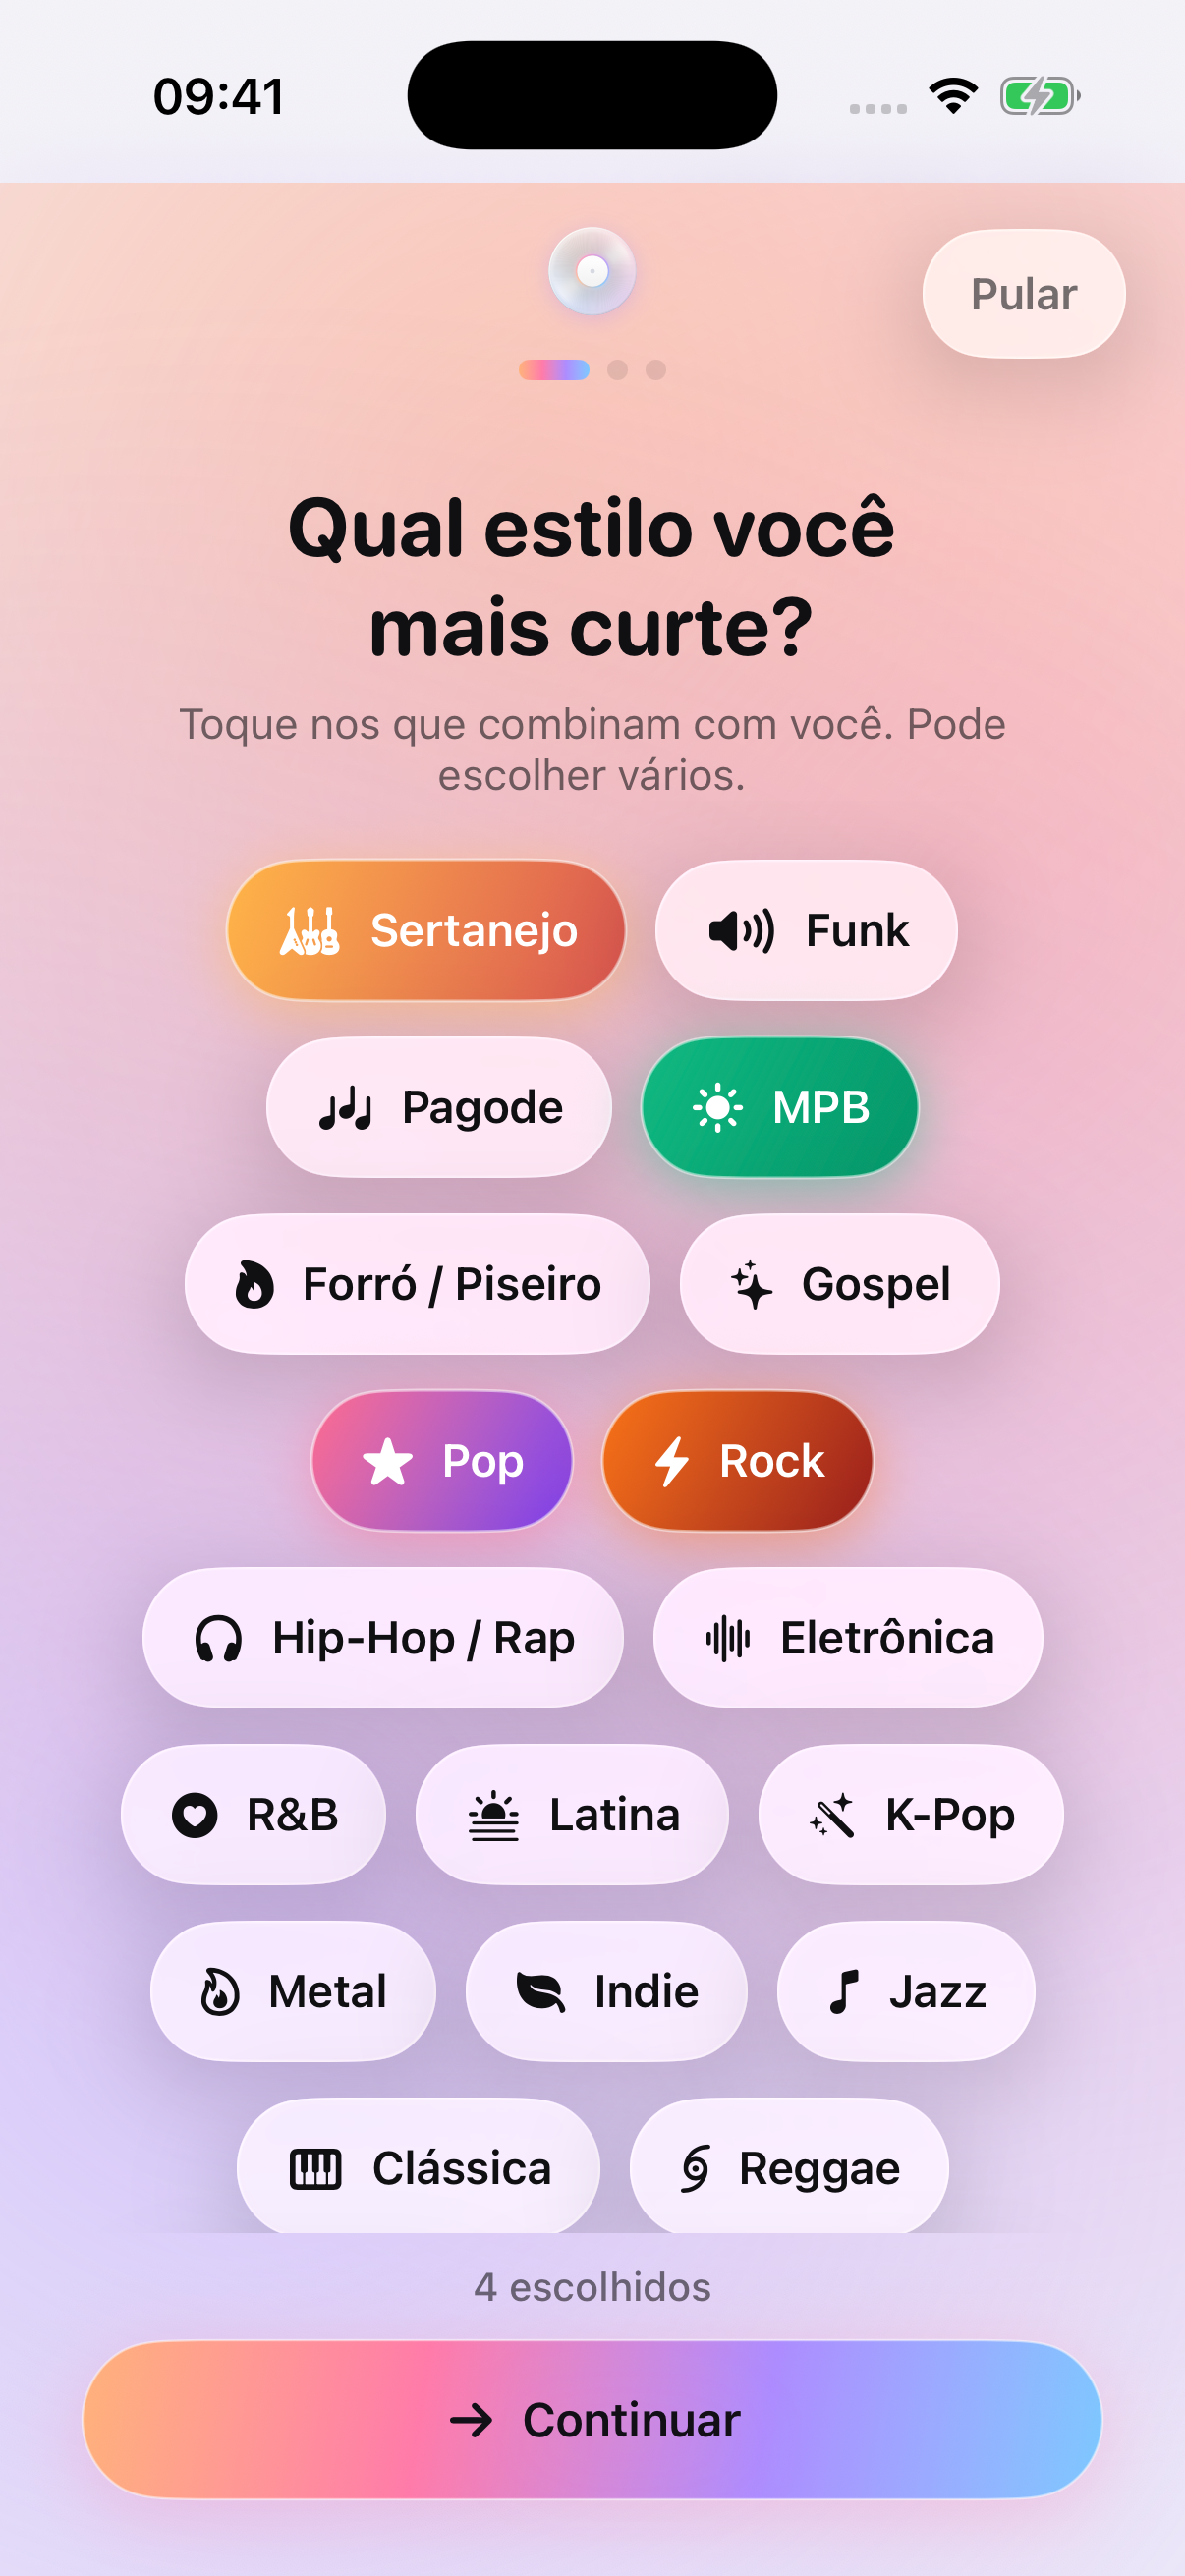 09:41
Pular
Qual estilo você
mais curte?
Toque nos que combinam com você. Pode
escolher vários.
Sertanejo
Funk
Pagode
MPB
Forró / Piseiro
Gospel
Pop
Rock
Hip-Hop / Rap
Eletrônica
R&B
Latina
K-Pop
Metal
Indie
Jazz
Clássica
Reggae
4 escolhidos
Continuar